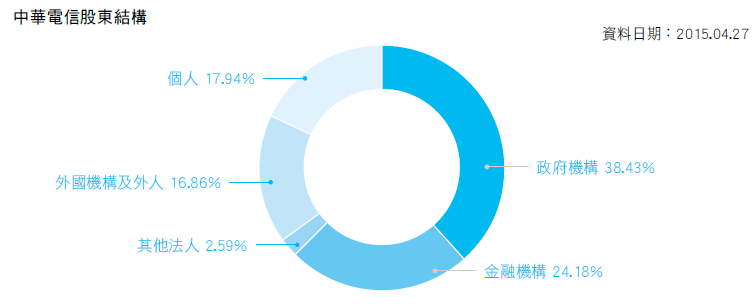 中華電信股東結構
資料日期：2015.04.27
個人 17.94%
政府機構 38.43%
外國機構及外人 16.86%
其他法人 2.59%
金融機構 24.18%